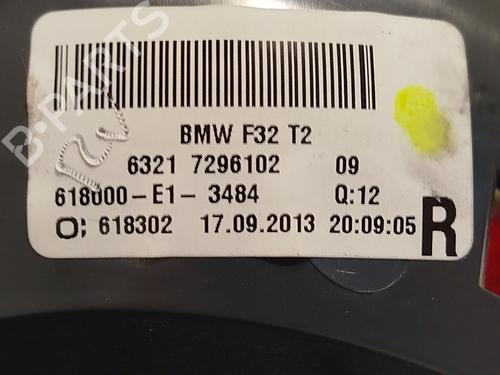 BMW F32 T2
6321 7296102 09
618000-E1-3484 Q:12
O; 618302 17.09.2013 20:09:05 R
B-PARTS